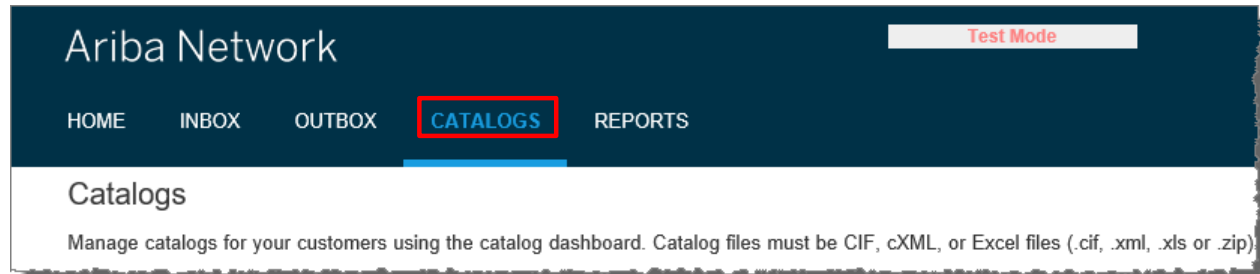 Ariba Network
Test Mode
HOME INBOX OUTBOX CATALOGS REPORTS
Catalogs
Manage catalogs for your customers using the catalog dashboard. Catalog files must be CIF, cXML, or Excel files (.cif, .xml, .xls or .zip)